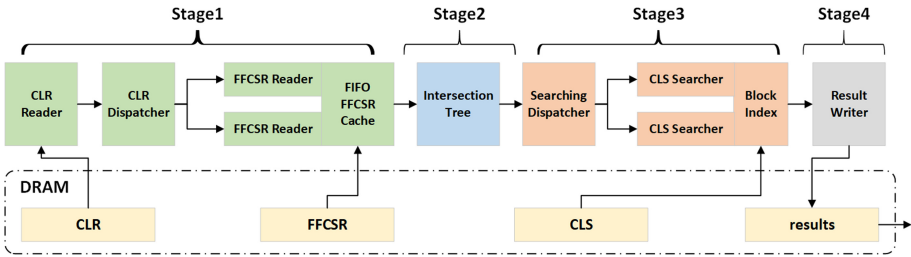 Stage1
Stage2
Stage3
Stage4
CLR
Reader
CLR
Dispatcher
FFCSR Reader
FFCSR Reader
FIFO
FFCSR
Cache
Intersection
Tree
Searching
Dispatcher
CLS Searcher
CLS Searcher
Block
Index
Result
Writer
DRAM
CLR
FFCSR
CLS
results